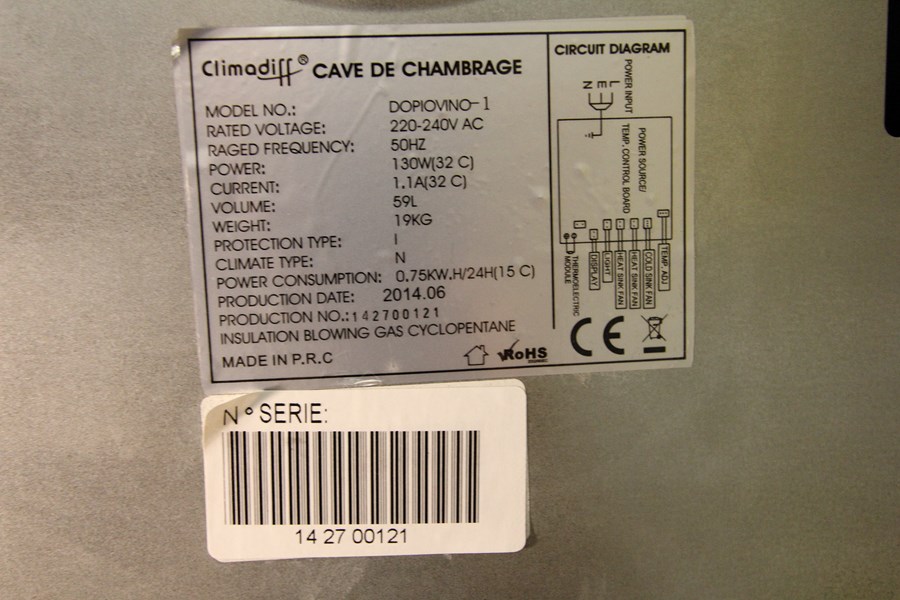 Climadiff® CAVE DE CHAMBRAGE
MODEL NO.: DOPIOVINO-1
RATED VOLTAGE: 220-240V AC
RAGED FREQUENCY: 50HZ
POWER: 130W(32 C)
CURRENT: 1.1A(32 C)
VOLUME: 59L
WEIGHT: 19KG
PROTECTION TYPE: I
CLIMATE TYPE: N
POWER CONSUMPTION: 0.75KW.H/24H(15 C)
PRODUCTION DATE: 2014.06
PRODUCTION NO.:142700121
INSULATION BLOWING GAS CYCLOPENTANE
MADE IN P.R.C
RoHS
CIRCUIT DIAGRAM
POWER INPUT
L
E
N
POWER SOURCE/
TEMP. CONTROL BOARD
TEMP. ADJ
COLD SINK FAN
HEAT SINK FAN
HEAT SINK FAN
LIGHT
DISPLAY
THERMOELECTRIC
MODULE
CE
N° SERIE:
14 27 00121